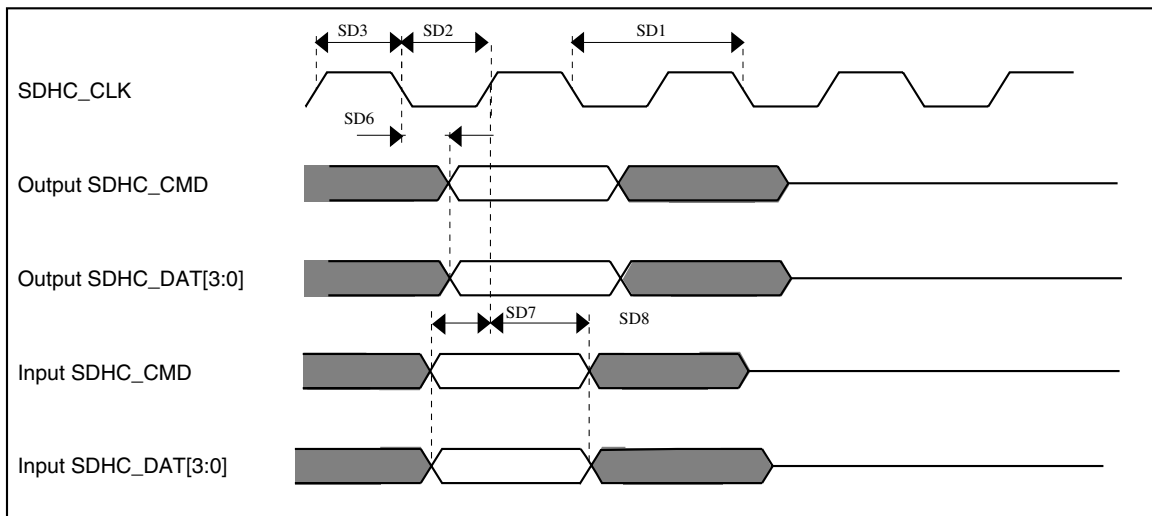 SD3 SD2 SD1
SDHC_CLK
SD6
Output SDHC_CMD
Output SDHC_DAT[3:0]
SD7 SD8
Input SDHC_CMD
Input SDHC_DAT[3:0]